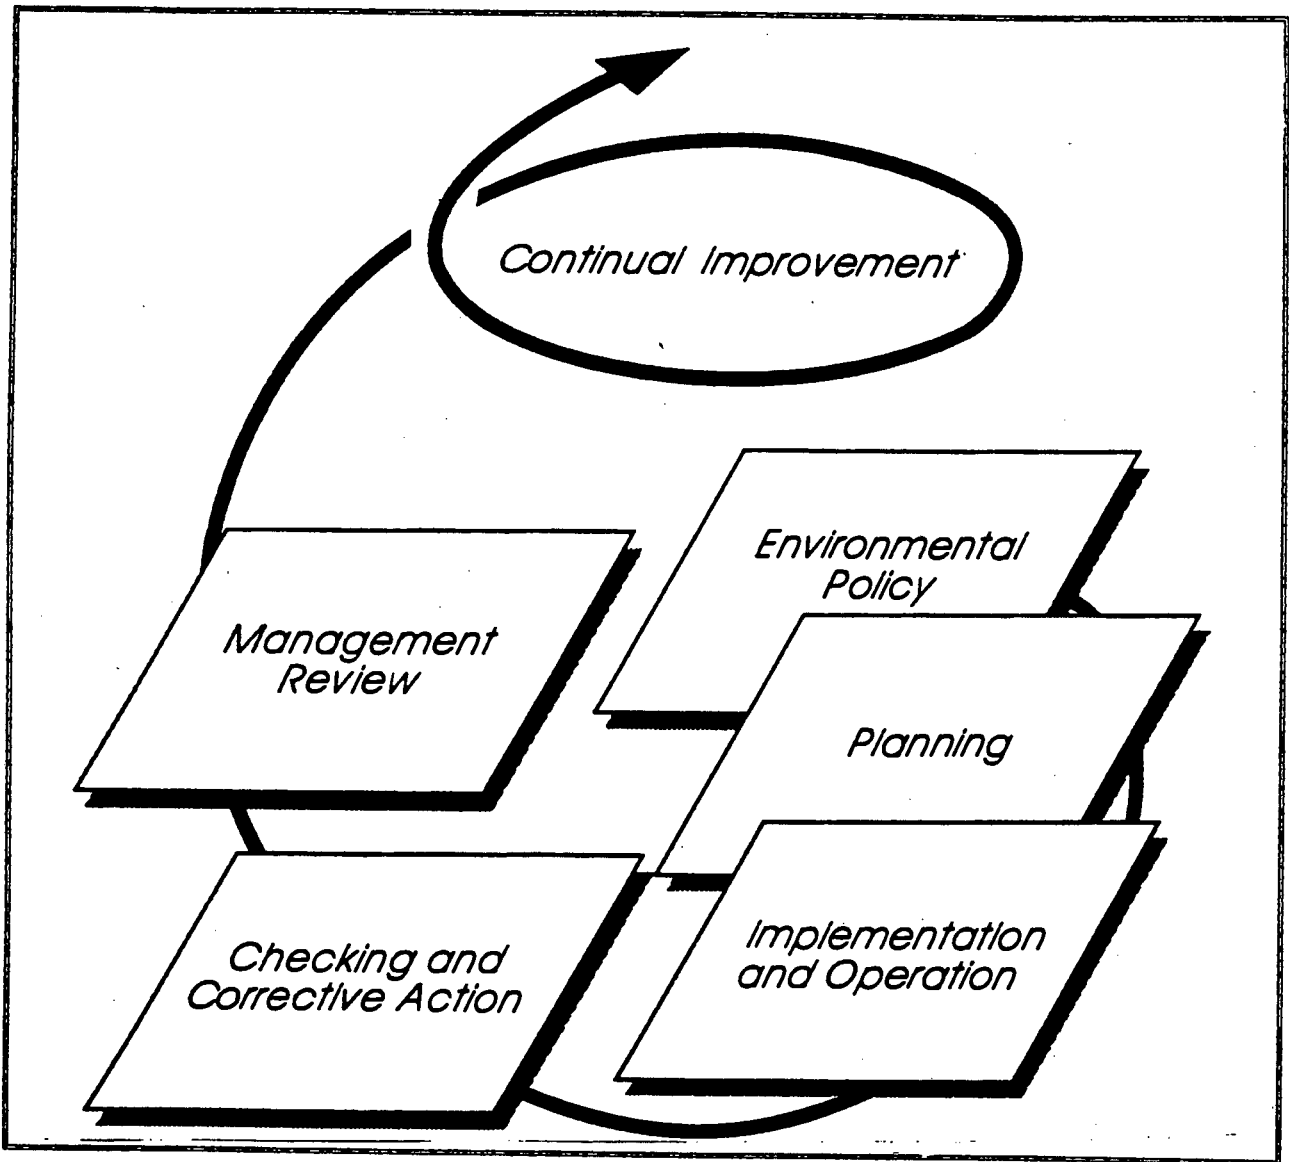 Continual Improvement
Environmental
Policy
Management
Review
Planning
Implementation
and Operation
Checking and
Corrective Action